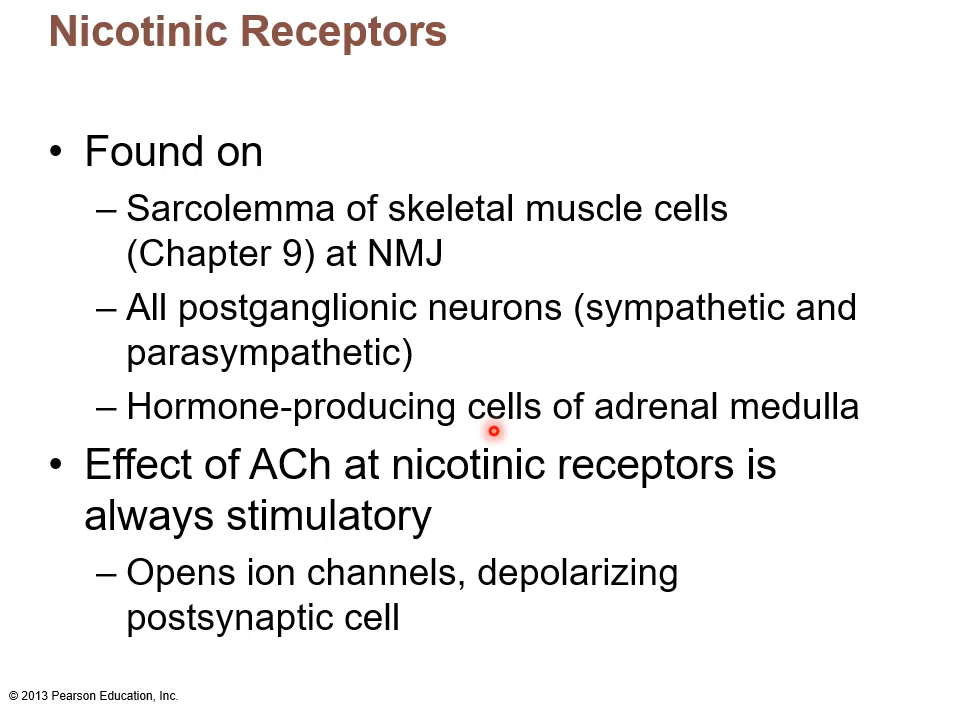 Nicotinic Receptors
• Found on
– Sarcolemma of skeletal muscle cells
(Chapter 9) at NMJ
– All postganglionic neurons (sympathetic and
parasympathetic)
– Hormone-producing cells of adrenal medulla
• Effect of ACh at nicotinic receptors is
always stimulatory
– Opens ion channels, depolarizing
postsynaptic cell
© 2013 Pearson Education, Inc.